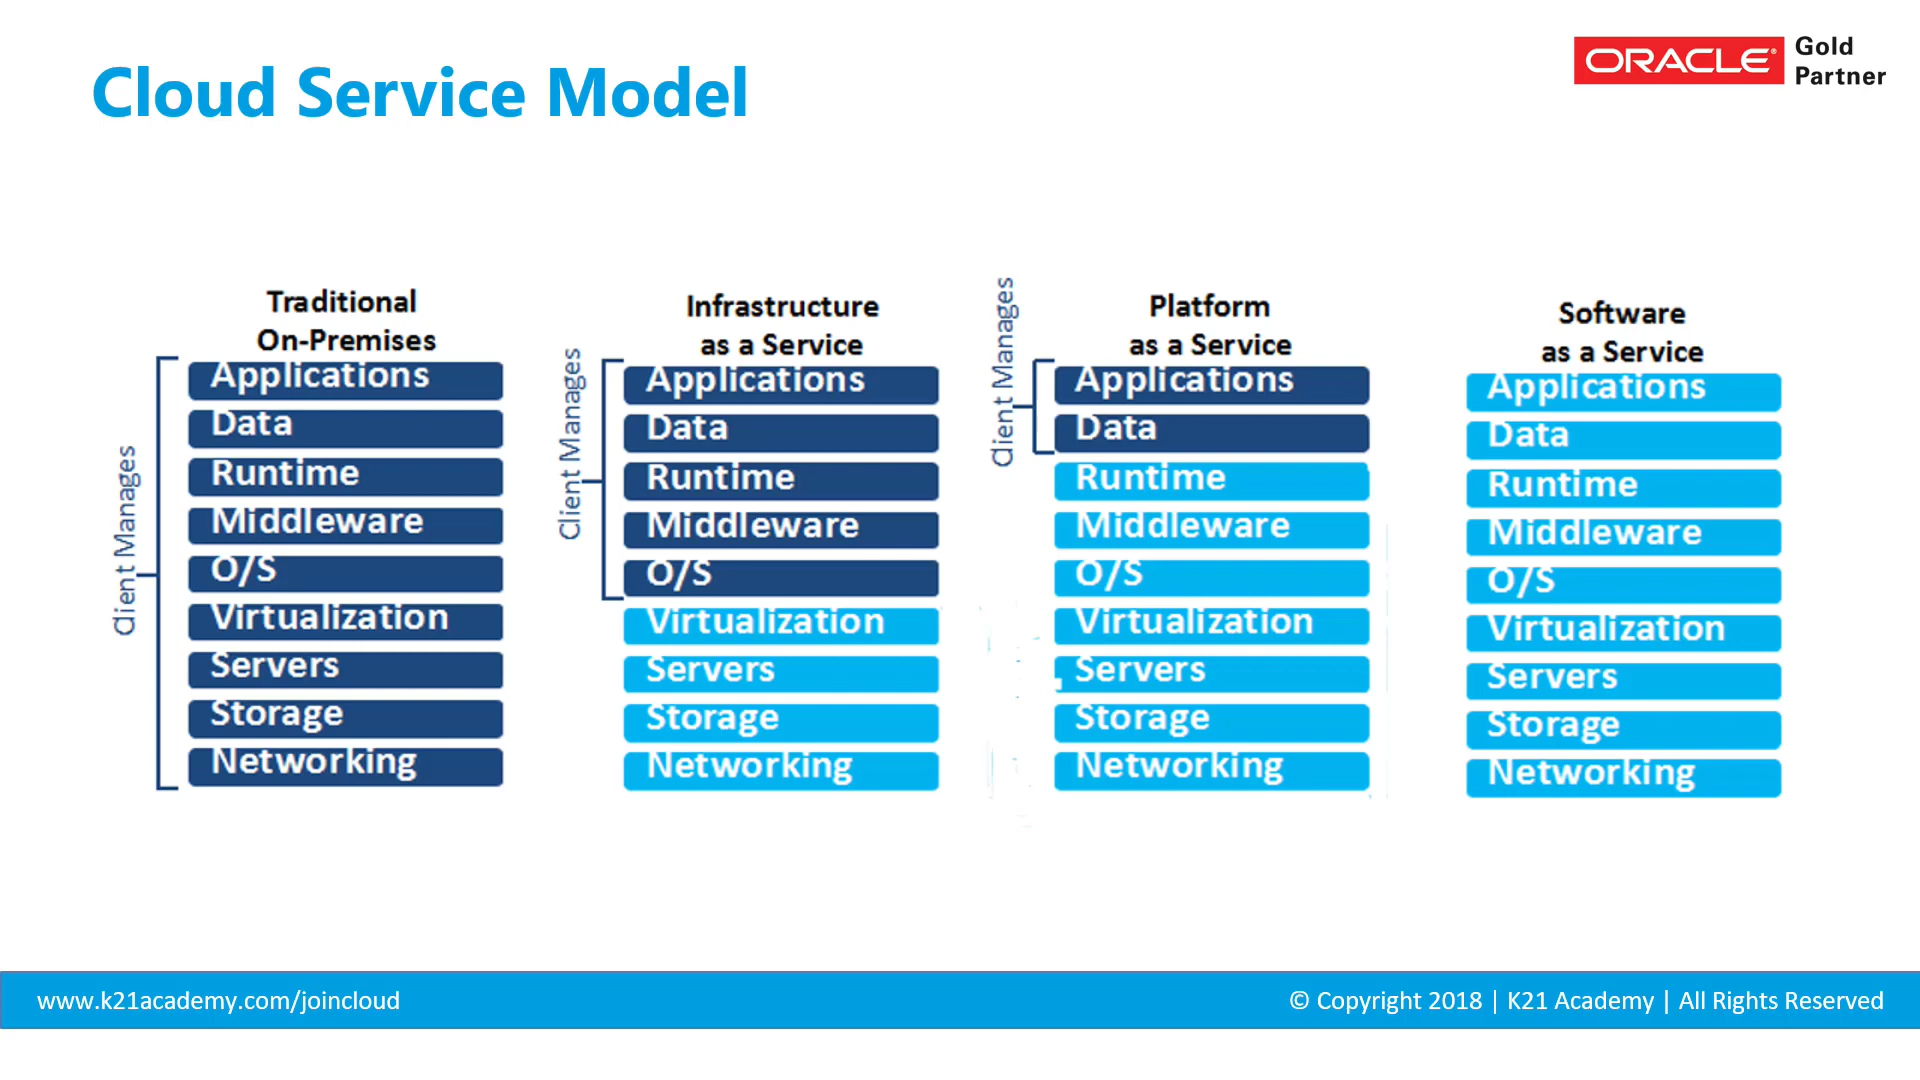 Cloud Service Model
ORACLE®
Gold
Partner
Traditional
On-Premises
Client Manages
Applications
Data
Runtime
Middleware
O/S
Virtualization
Servers
Storage
Networking
Infrastructure
as a Service
Client Manages
Applications
Data
Runtime
Middleware
O/S
Virtualization
Servers
Storage
Networking
Platform
as a Service
Client Manages
Applications
Data
Runtime
Middleware
O/S
Virtualization
Servers
Storage
Networking
Software
as a Service
Applications
Data
Runtime
Middleware
O/S
Virtualization
Servers
Storage
Networking
www.k21academy.com/joincloud
© Copyright 2018 | K21 Academy | All Rights Reserved